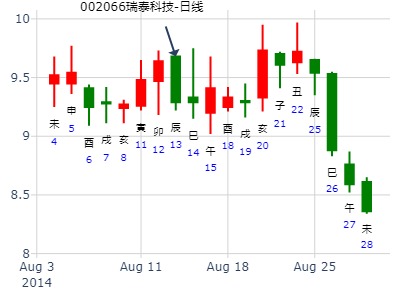 002066瑞泰科技-日线
10
9.5
9
8.5
8
未
4
申
5
酉
6
戌
7
亥
8
寅
11
卯
12
辰
13
巳
14
午
15
酉
18
戌
19
亥
20
子
21
丑
22
辰
25
巳
26
午
27
未
28
Aug 3
2014
Aug 11
Aug 18
Aug 25